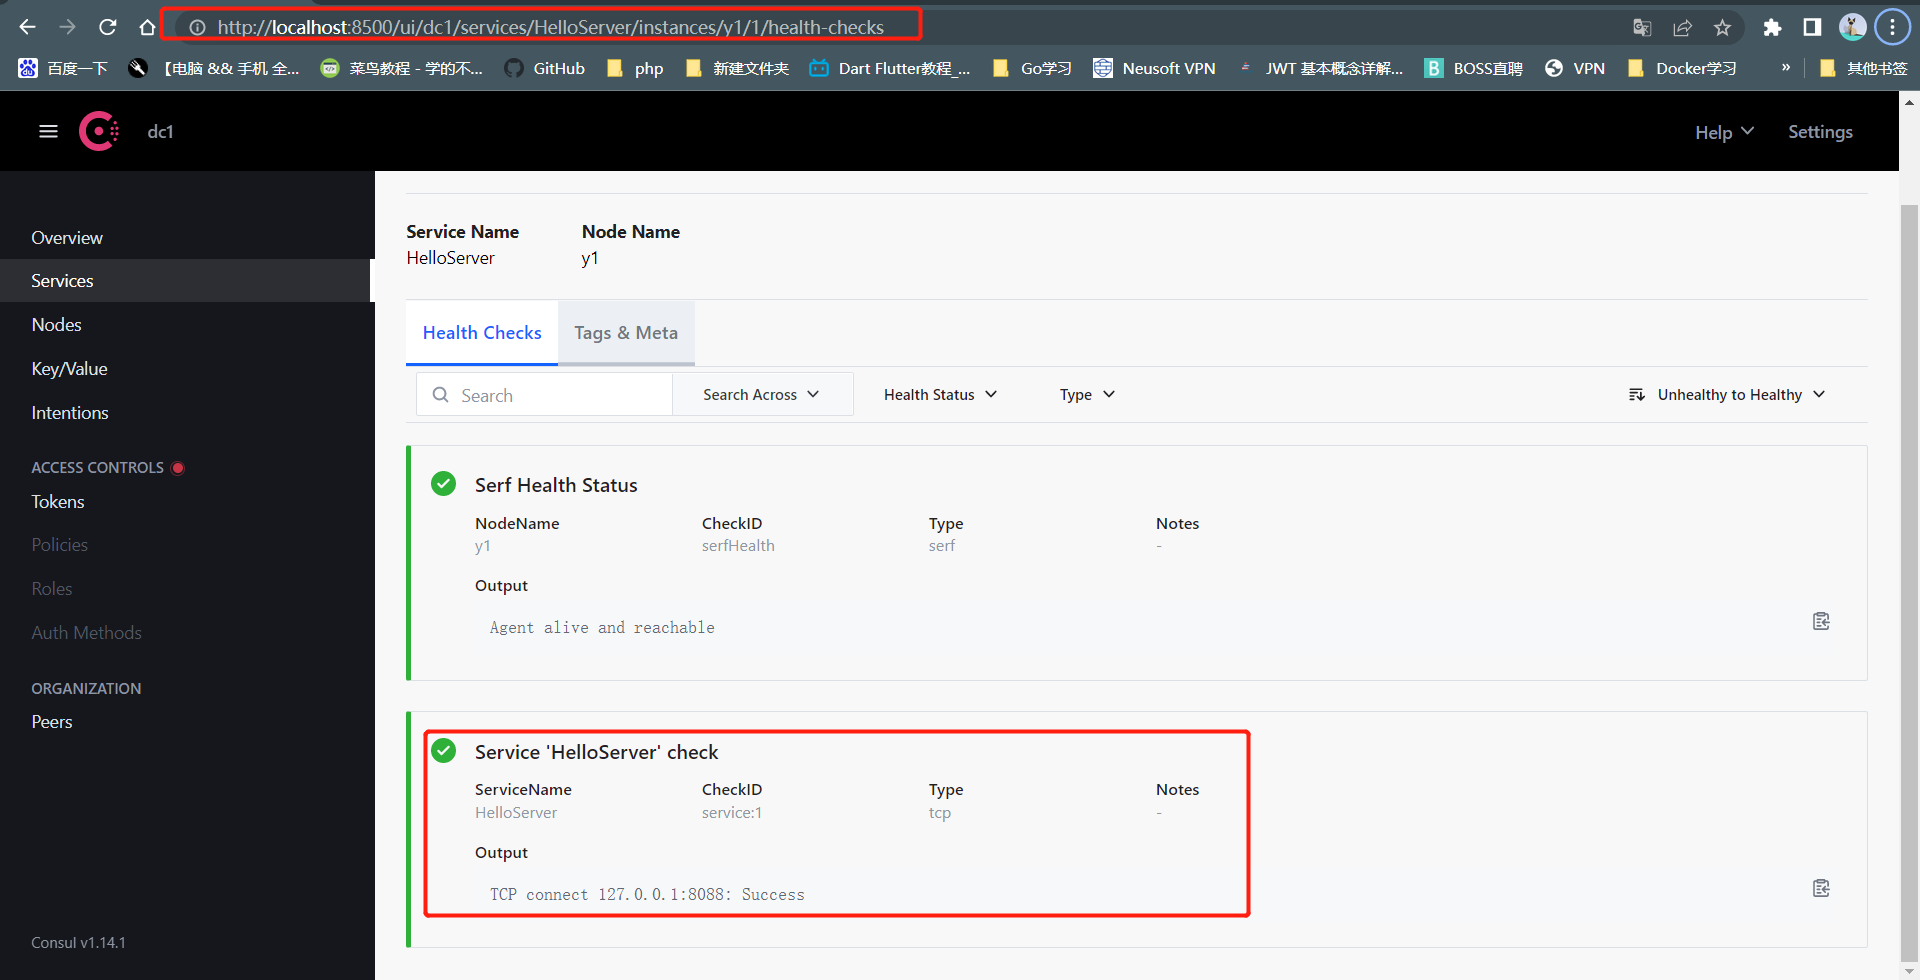 http://localhost:8500/ui/dc1/services/HelloServer/instances/y1/1/health-checks
百度一下 【电脑 && 手机 全... 菜鸟教程 - 学的不... GitHub php 新建文件夹 Dart Flutter教程_... Go学习 Neusoft VPN JWT 基本概念详解... BOSS直聘 VPN Docker学习 » 其他书签
dc1 Help Settings
Overview
Services
Nodes
Key/Value
Intentions
ACCESS CONTROLS
Tokens
Policies
Roles
Auth Methods
ORGANIZATION
Peers
Consul v1.14.1
Service Name Node Name
HelloServer y1
Health Checks Tags & Meta
Search Search Across Health Status Type Unhealthy to Healthy
Serf Health Status
NodeName CheckID Type Notes
y1 serfHealth serf -
Output
Agent alive and reachable
Service 'HelloServer' check
ServiceName CheckID Type Notes
HelloServer service:1 tcp -
Output
TCP connect 127.0.0.1:8088: Success